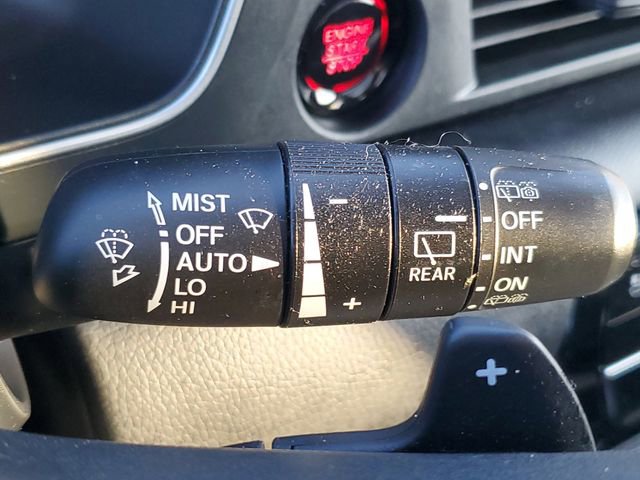 ENGINE
START
STOP
MIST
OFF
AUTO
LO
HI
-
+
REAR
OFF
INT
ON
+